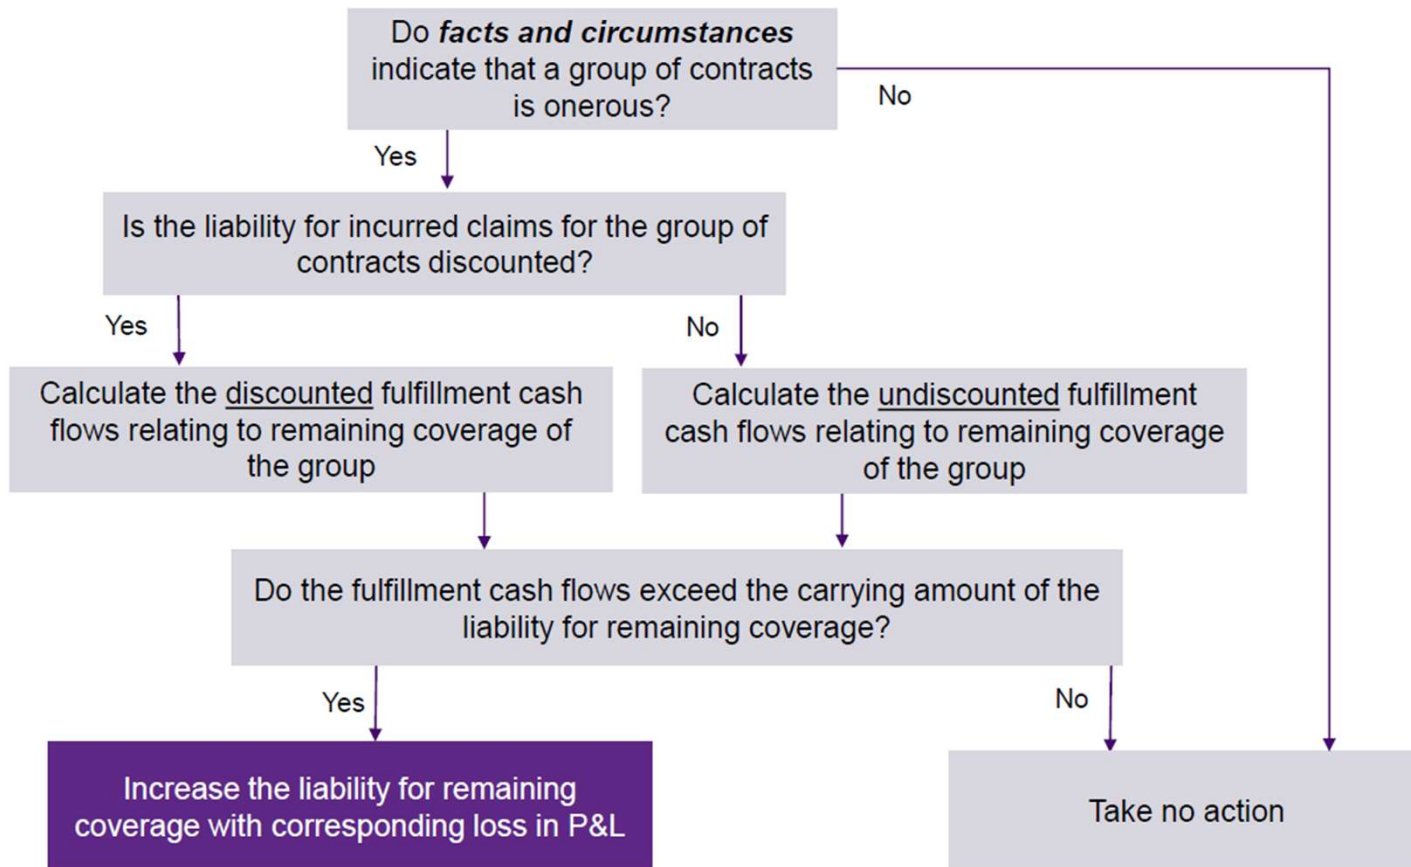 Do facts and circumstances
indicate that a group of contracts
is onerous?
No
Yes
Is the liability for incurred claims for the group of
contracts discounted?
Yes
No
Calculate the discounted fulfillment cash
flows relating to remaining coverage of
the group
Calculate the undiscounted fulfillment
cash flows relating to remaining coverage
of the group
Do the fulfillment cash flows exceed the carrying amount of the
liability for remaining coverage?
Yes
No
Increase the liability for remaining
coverage with corresponding loss in P&L
Take no action